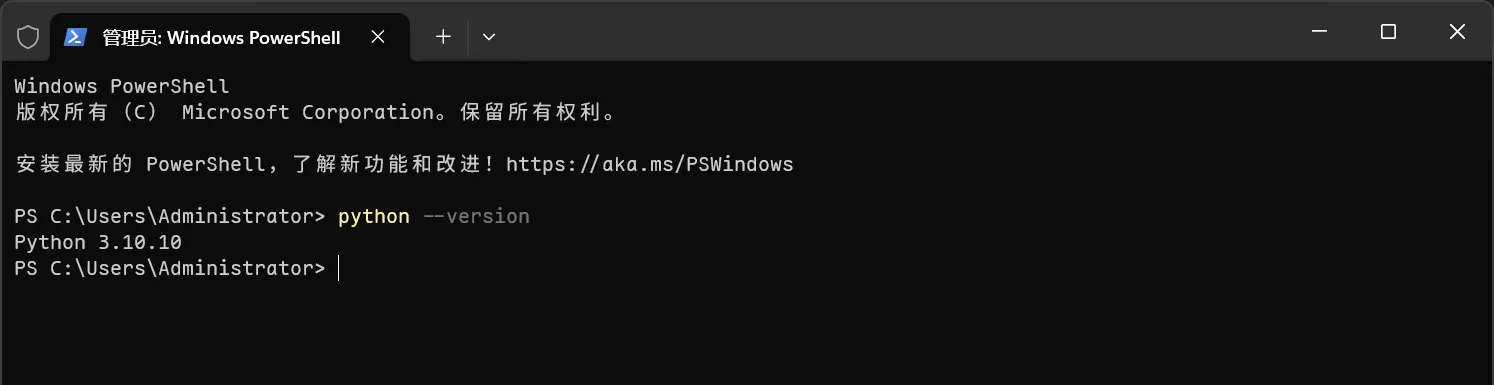 管理员: Windows PowerShell
Windows PowerShell
版权所有（C） Microsoft Corporation。保留所有权利。
安装最新的 PowerShell，了解新功能和改进！https://aka.ms/PSWindows
PS C:\Users\Administrator> python --version
Python 3.10.10
PS C:\Users\Administrator>